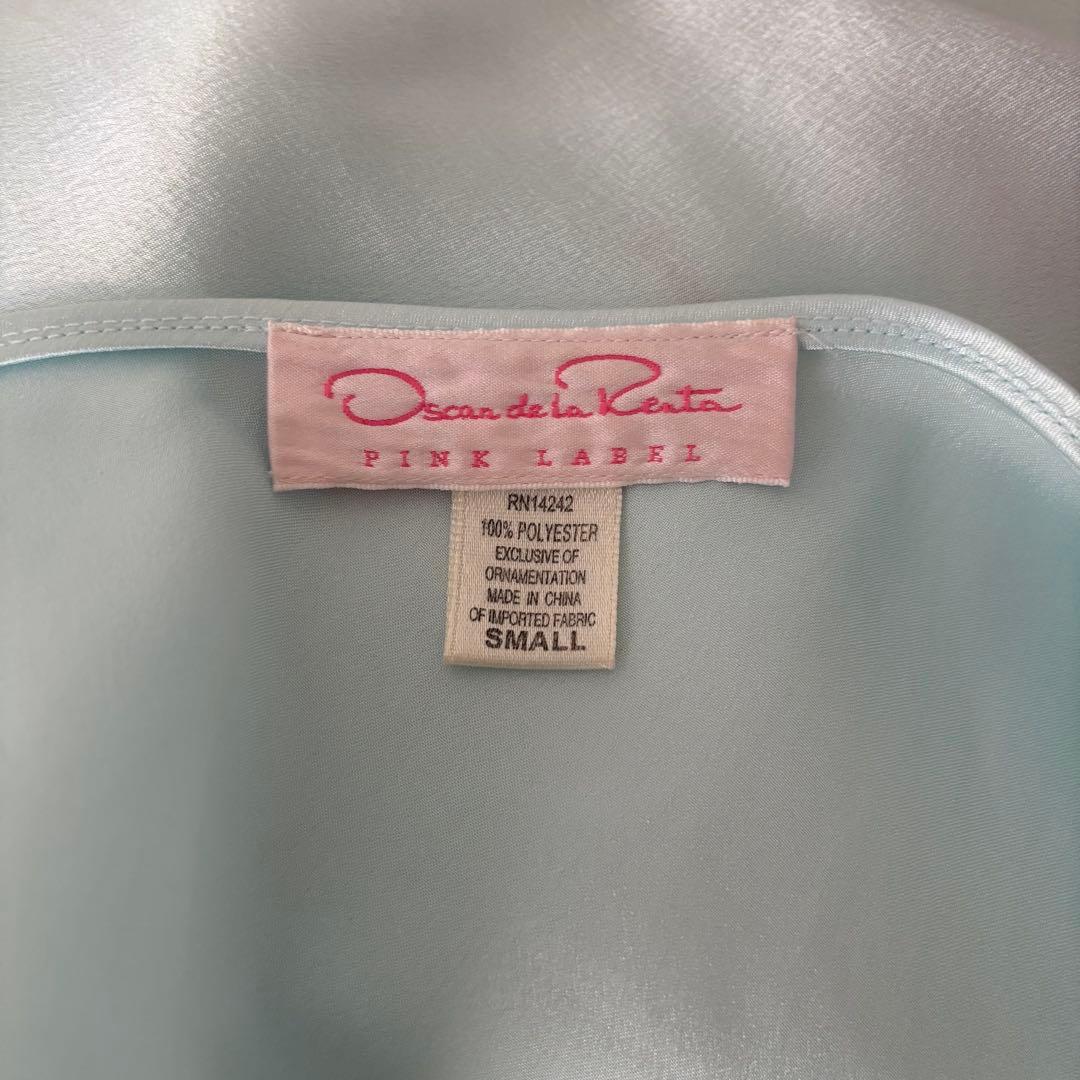 Oscar de la Renta
PINK LABEL
RN14242
100% POLYESTER
EXCLUSIVE OF
ORNAMENTATION
MADE IN CHINA
OF IMPORTED FABRIC
SMALL